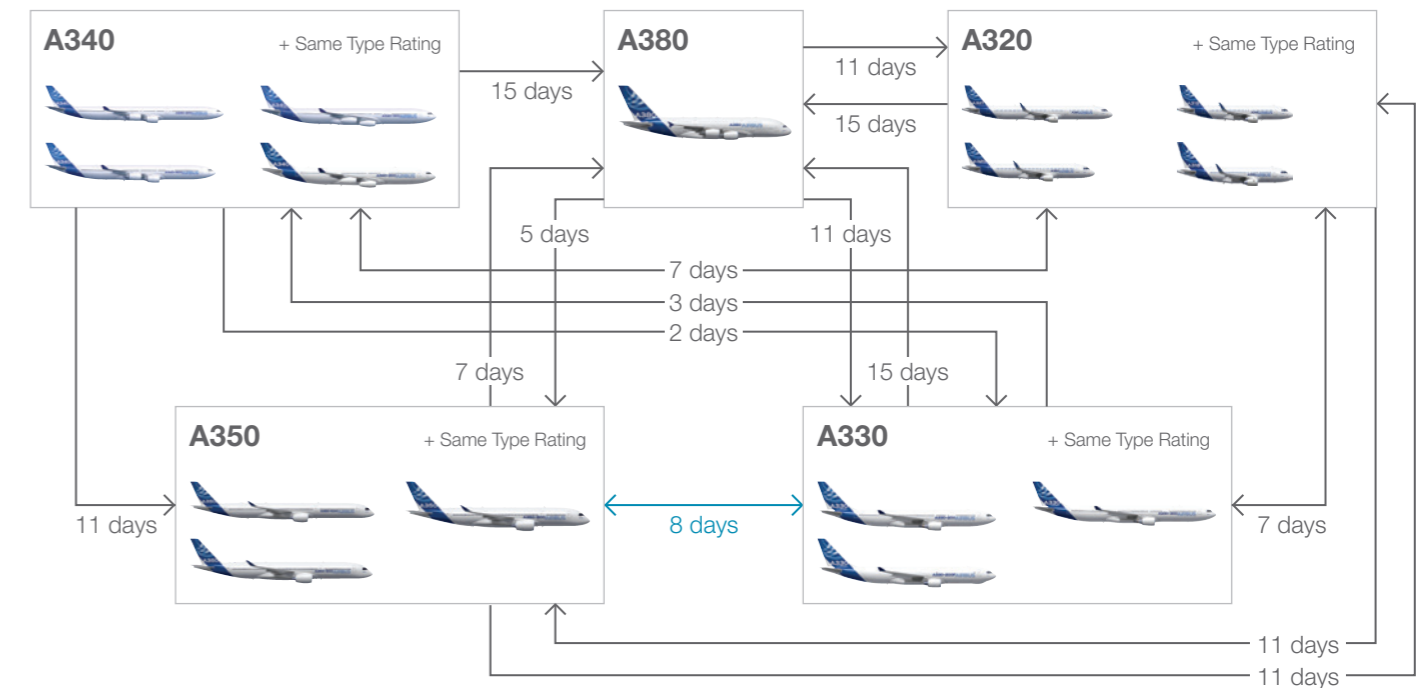 A340
+ Same Type Rating
A380
A320
+ Same Type Rating
15 days
11 days
15 days
5 days
11 days
7 days
3 days
2 days
7 days
15 days
A350
+ Same Type Rating
A330
+ Same Type Rating
11 days
8 days
7 days
11 days
11 days